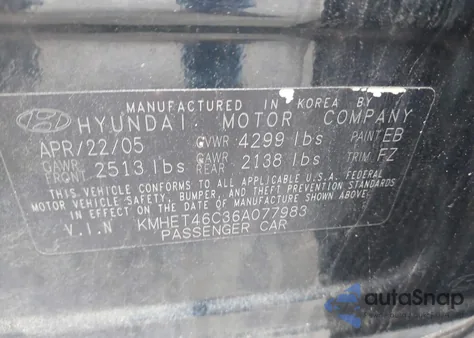 MANUFACTURED IN KOREA BY
HYUNDAI MOTOR COMPANY
APR/22/05 GVWR 4299 lbs PAINT EB
GAWR FRONT 2513 lbs GAWR REAR 2138 lbs TRIM FZ
THIS VEHICLE CONFORMS TO ALL APPLICABLE U.S.A. FEDERAL
MOTOR VEHICLE SAFETY, BUMPER, AND THEFT PREVENTION STANDARDS
IN EFFECT ON THE DATE OF MANUFACTURE SHOWN ABOVE.
V.I.N KMHET46C36A077983
PASSENGER CAR
autaSnap